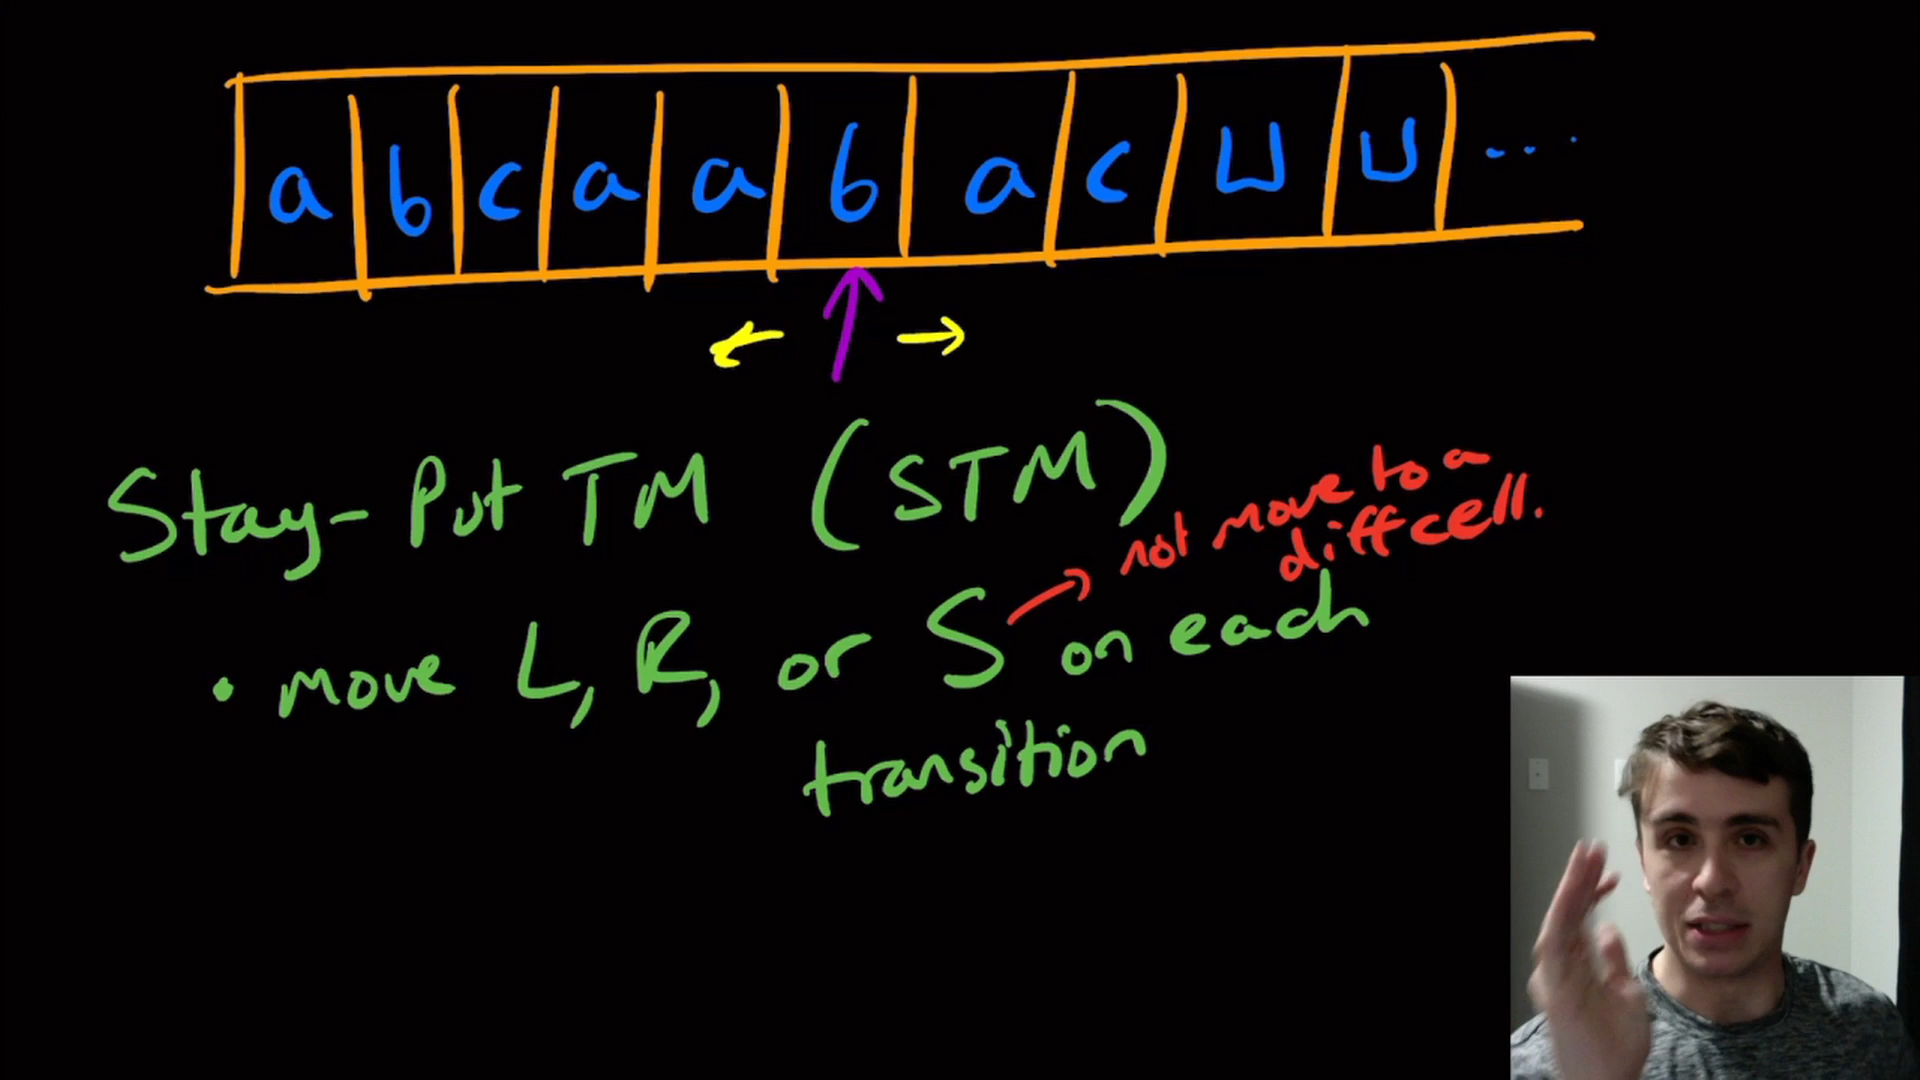 a b c a a b a c ⊔ ⊔ ...
Stay-Put TM (STM)
not move to a
diff cell.
• move L, R, or S on each
transition